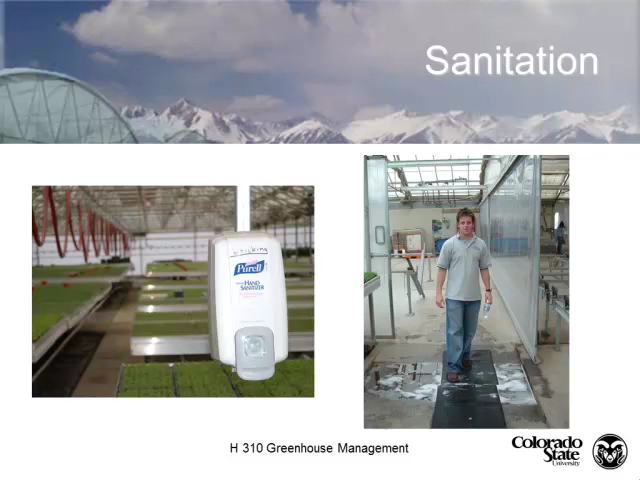 Sanitation
Purell
HAND
SANITIZER
H 310 Greenhouse Management
Colorado
State
University